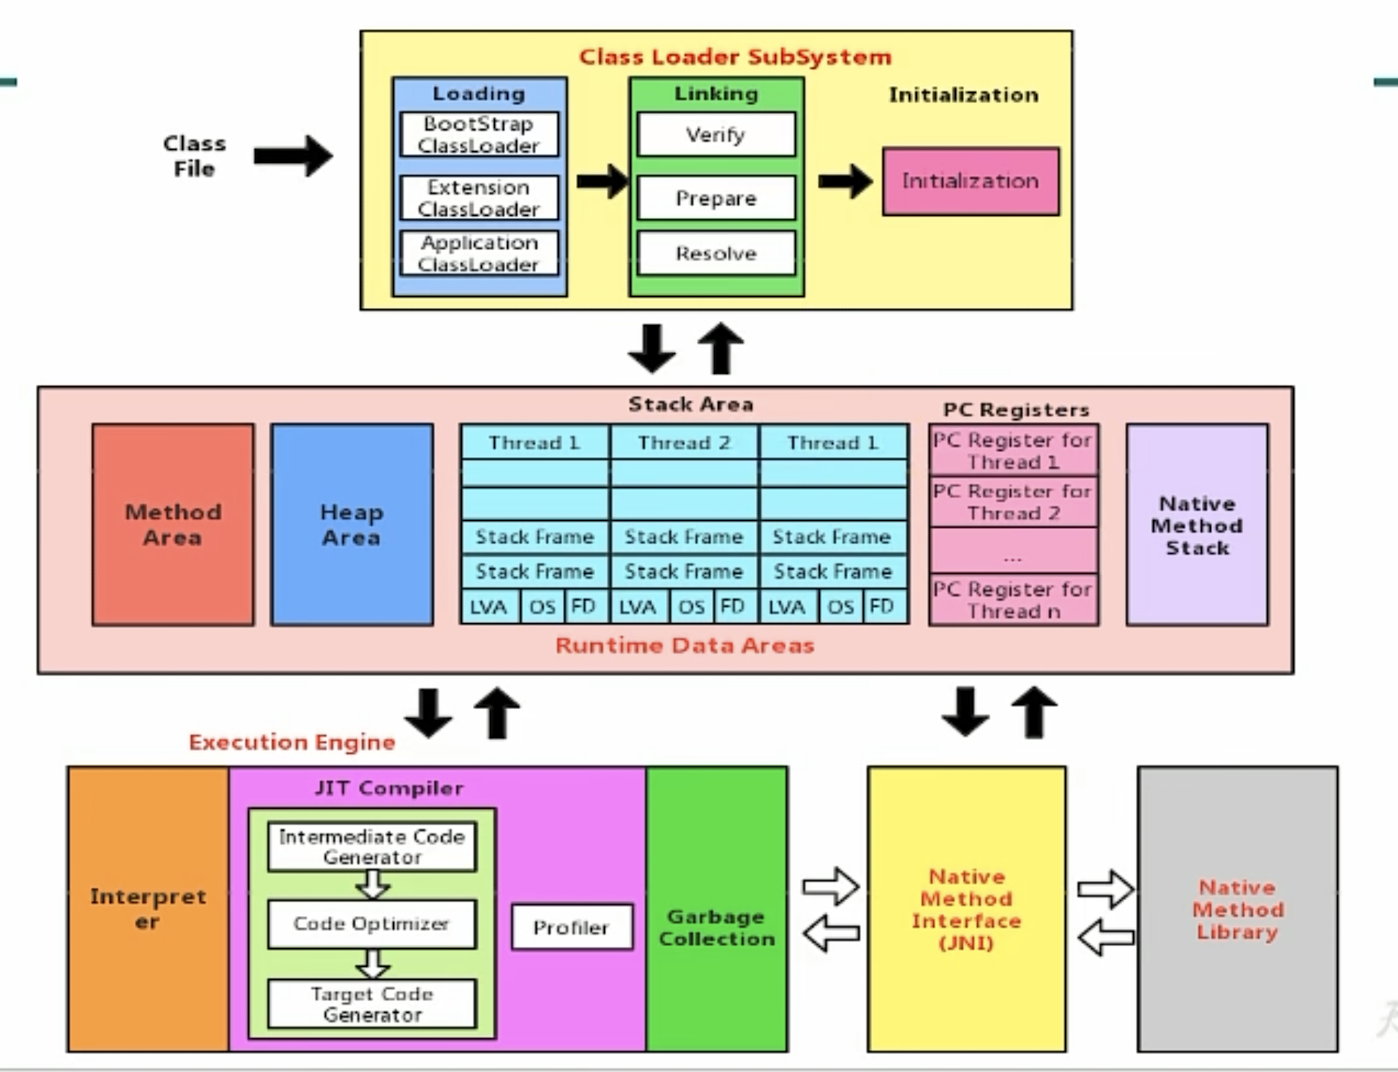 Class Loader SubSystem
Class
File
Loading
BootStrap
ClassLoader
Extension
ClassLoader
Application
ClassLoader
Linking
Verify
Prepare
Resolve
Initialization
Initialization
Method
Area
Heap
Area
Stack Area
Thread 1 Thread 2 Thread 1
Stack Frame Stack Frame Stack Frame
Stack Frame Stack Frame Stack Frame
LVA OS FD LVA OS FD LVA OS FD
PC Registers
PC Register for
Thread 1
PC Register for
Thread 2
...
PC Register for
Thread n
Native
Method
Stack
Runtime Data Areas
Execution Engine
Interpret
er
JIT Compiler
Intermediate Code
Generator
Code Optimizer
Target Code
Generator
Profiler
Garbage
Collection
Native
Method
Interface
(JNI)
Native
Method
Library